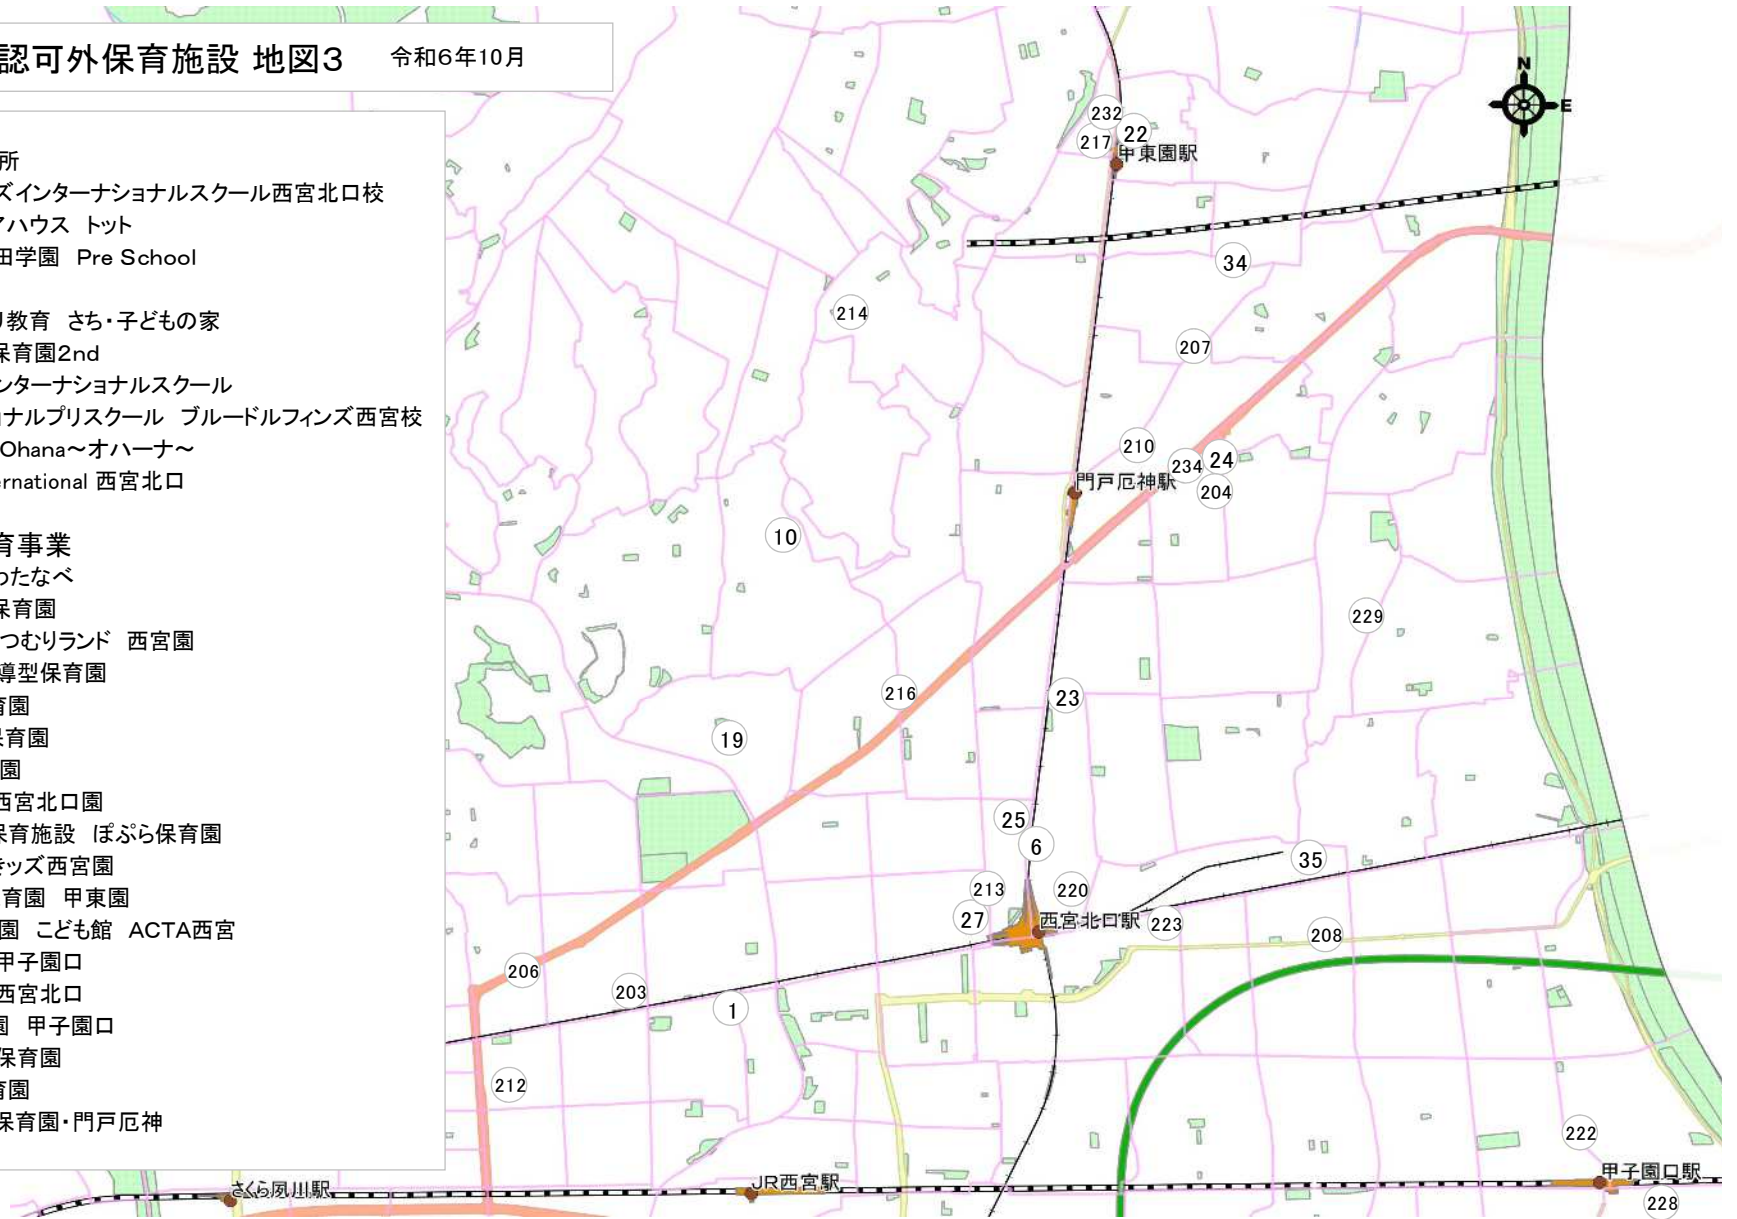 認可外保育施設 地図3 令和6年10月
所
ズインターナショナルスクール西宮北口校
アハウス トット
田学園 Pre School
リ教育 さち・子どもの家
保育園2nd
ンターナショナルスクール
ョナルプリスクール ブルードルフィンズ西宮校
Ohana～オハーナ～
ernational 西宮北口
育事業
わたなべ
保育園
つむりランド 西宮園
導型保育園
育園
保育園
園
西宮北口園
保育施設 ぽぷら保育園
キッズ西宮園
育園 甲東園
園 こども館 ACTA西宮
甲子園口
西宮北口
園 甲子園口
保育園
育園
保育園・門戸厄神
N
E
232
217
22
甲東園駅
34
214
207
210
234
24
204
門戸厄神駅
10
229
216
23
19
25
6
35
213
220
27
西宮北口駅
223
208
206
203
1
212
222
さくら夙川駅
JR西宮駅
甲子園口駅
228